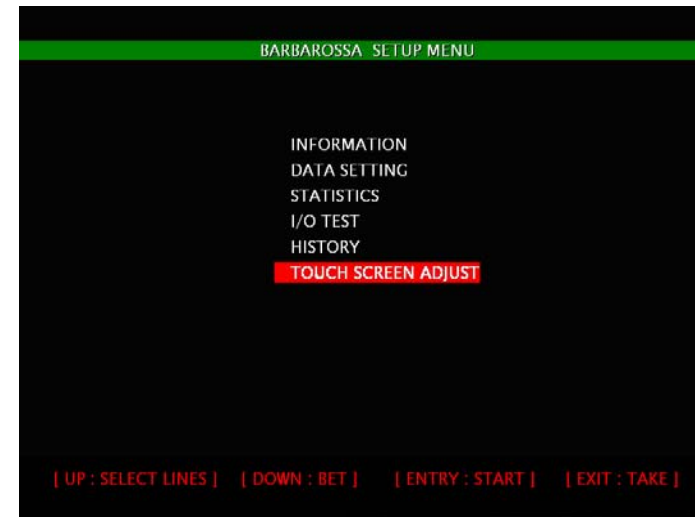 BARBAROSSA SETUP MENU
INFORMATION
DATA SETTING
STATISTICS
I/O TEST
HISTORY
TOUCH SCREEN ADJUST
[ UP : SELECT LINES ] [ DOWN : BET ] [ ENTRY : START ] [ EXIT : TAKE ]